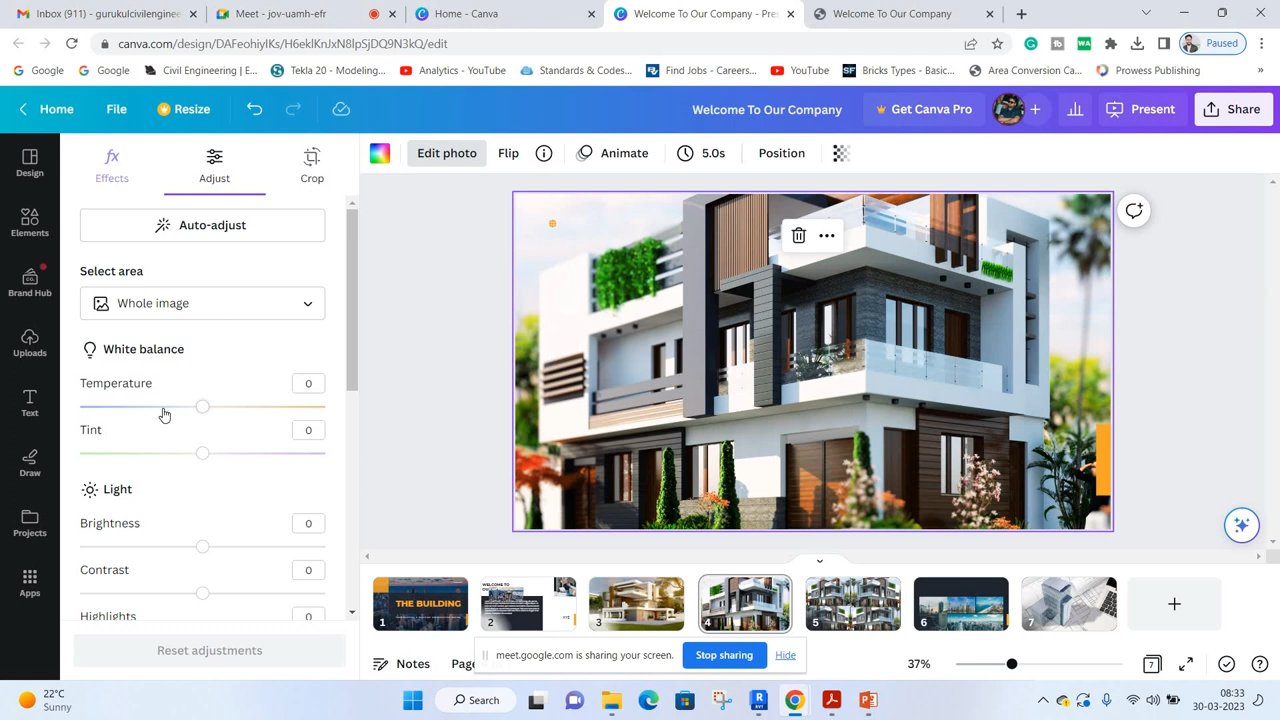 Inbox (911) - gurukulcivilenginee
Meet - jov-uamh-efr
Home - Canva
Welcome To Our Company - Pres
Welcome To Our Company
canva.com/design/
/edit
Paused
Google
Google
Civil Engineering | E...
Tekla 20 - Modeling...
Analytics - YouTube
Standards & Codes...
Find Jobs - Careers...
YouTube
Bricks Types - Basic...
Area Conversion Ca...
Prowess Publishing
»
Home
File
Resize
Welcome To Our Company
Get Canva Pro
Present
Share
Design
Elements
Brand Hub
Uploads
Text
Draw
Projects
Apps
Effects
Adjust
Crop
Edit photo
Flip
Animate
5.0s
Position
Auto-adjust
Select area
Whole image
White balance
Temperature
0
Tint
0
Light
Brightness
0
Contrast
0
Highlights
Reset adjustments
THE BUILDING
WELCOME TO
1
2
3
4
5
6
7
Notes
Page
meet.google.com is sharing your screen.
Stop sharing
Hide
37%
7
22°C
Sunny
Search
08:33
30-03-2023